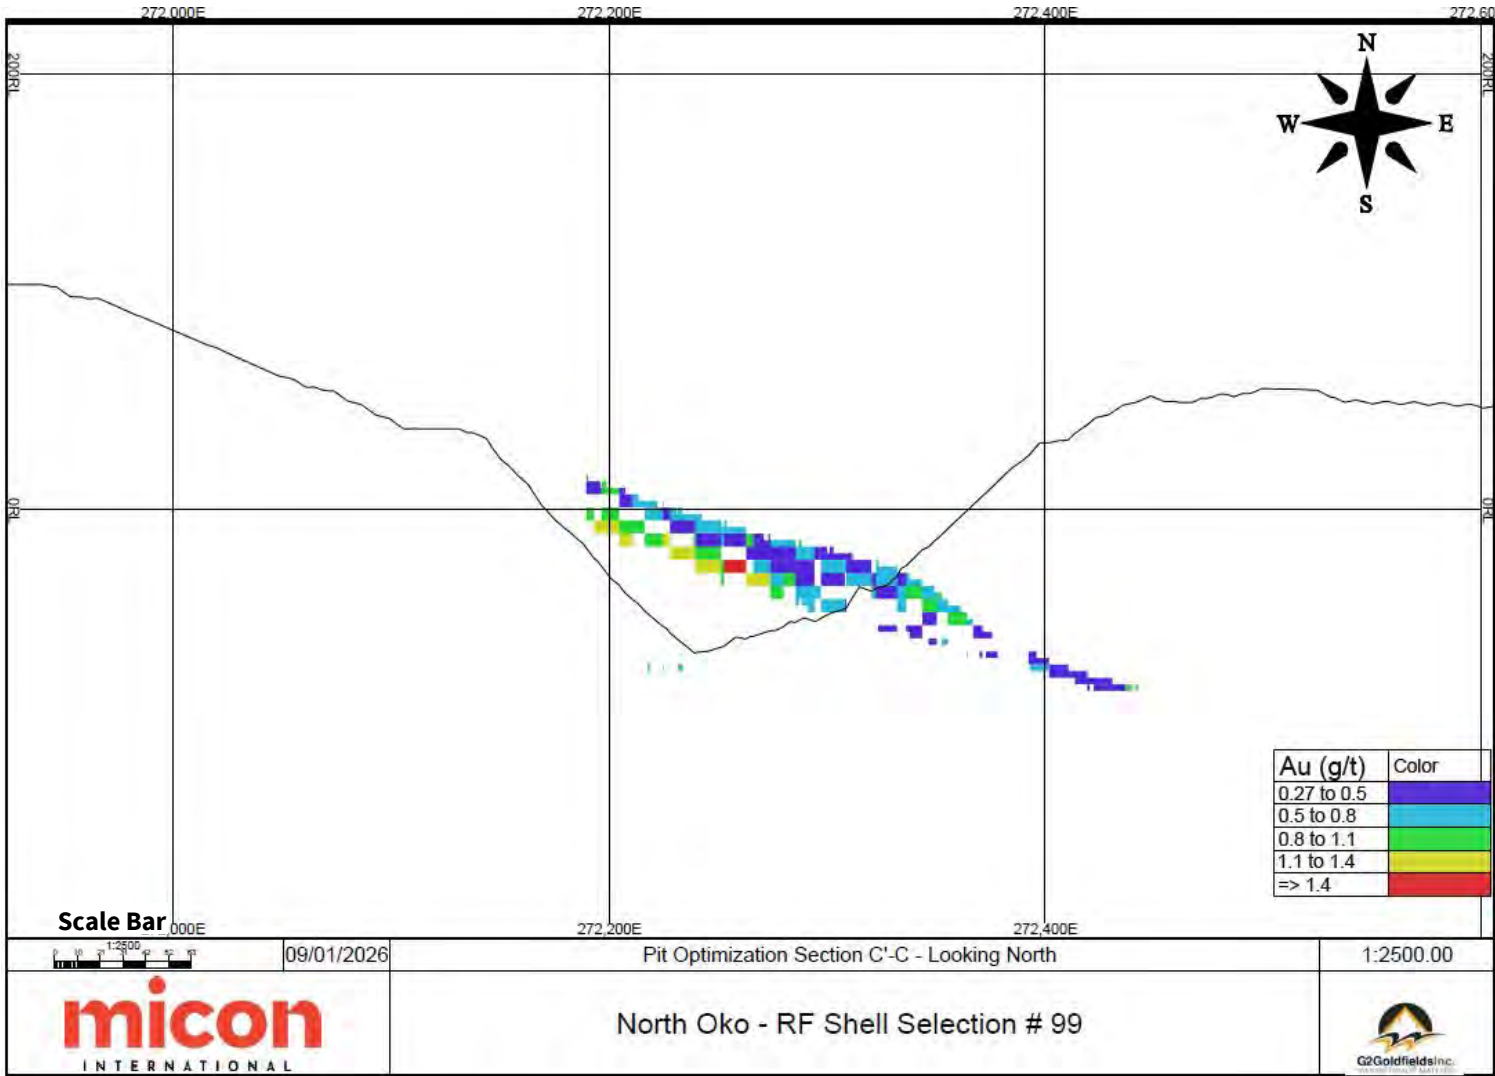 272,000E 272,200E 272,400E 272,60
200RL 200RL
N
W E
S
0RL 0RL
Au (g/t) Color
0.27 to 0.5
0.5 to 0.8
0.8 to 1.1
1.1 to 1.4
=> 1.4
Scale Bar
,000E 272,200E 272,400E
1:2500
09/01/2026
Pit Optimization Section C'-C - Looking North
1:2500.00
micon
INTERNATIONAL
North Oko - RF Shell Selection # 99
G2GoldfieldsInc.